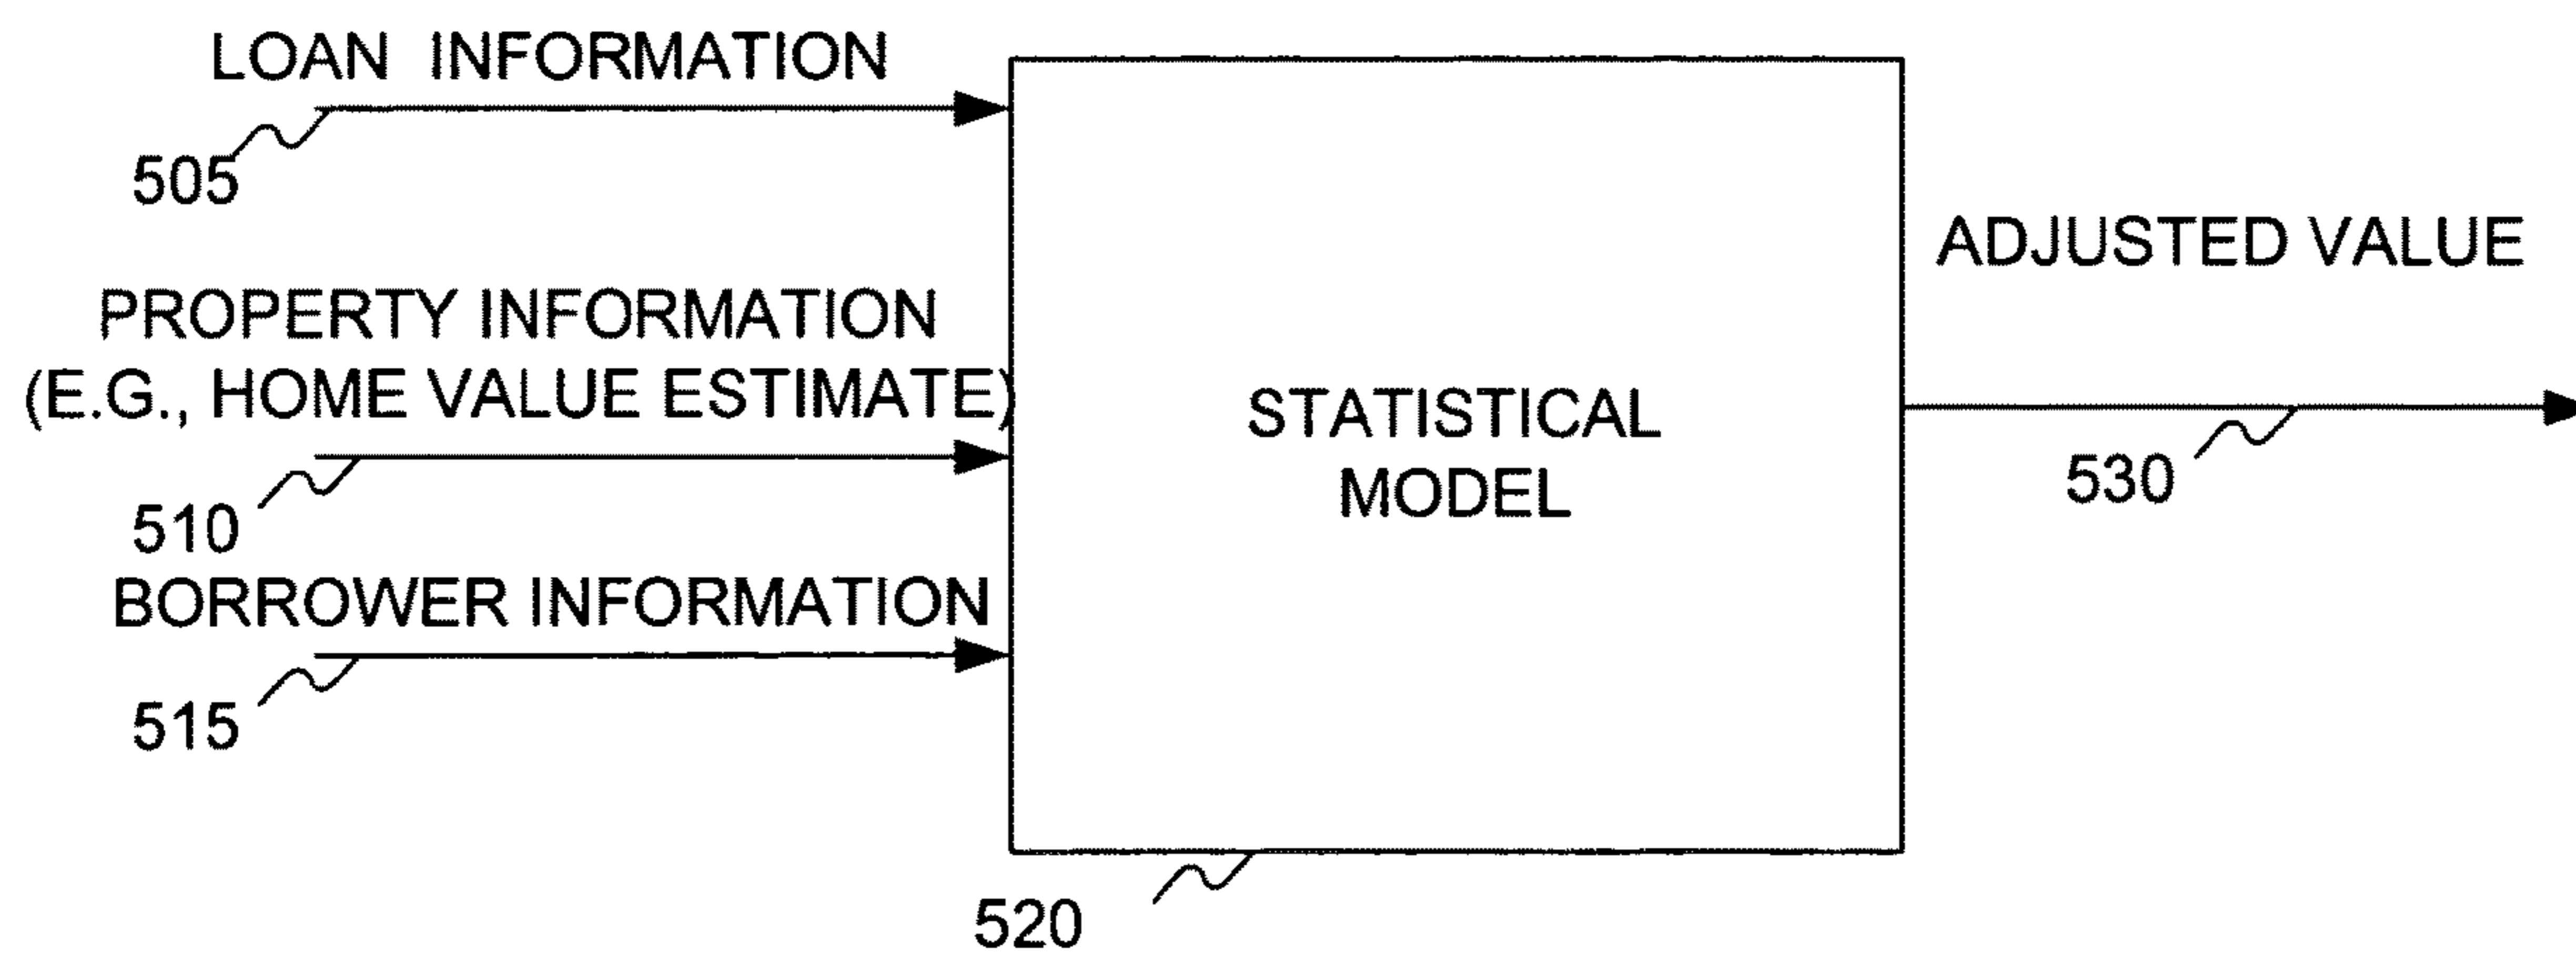 LOAN INFORMATION
505
PROPERTY INFORMATION
(E.G., HOME VALUE ESTIMATE)
510
BORROWER INFORMATION
515
STATISTICAL
MODEL
520
ADJUSTED VALUE
530